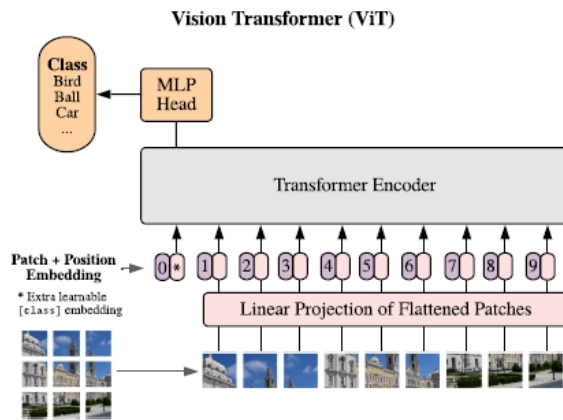 Vision Transformer (ViT)
Class
Bird
Ball
Car
...
MLP
Head
Transformer Encoder
Patch + Position
Embedding
0 * 1 2 3 4 5 6 7 8 9
* Extra learnable
[class] embedding
Linear Projection of Flattened Patches